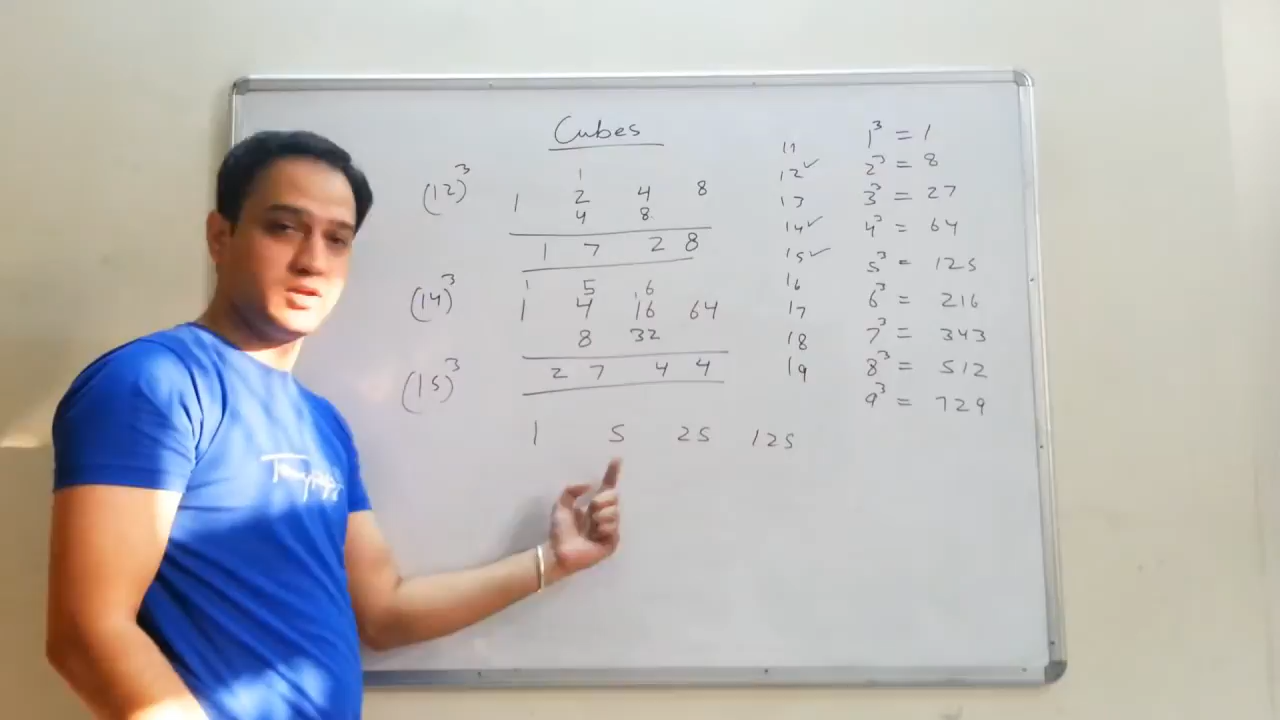 Cubes
(12)³
1
1 2 4 8
4 8
1 7 2 8
(14)³
1 5 6
1 4 16 64
8 32
2 7 4 4
(15)³
1 5 25 125
11
12 ✓
13
14 ✓
15 ✓
16
17
18
19
1³ = 1
2³ = 8
3³ = 27
4³ = 64
5³ = 125
6³ = 216
7³ = 343
8³ = 512
9³ = 729